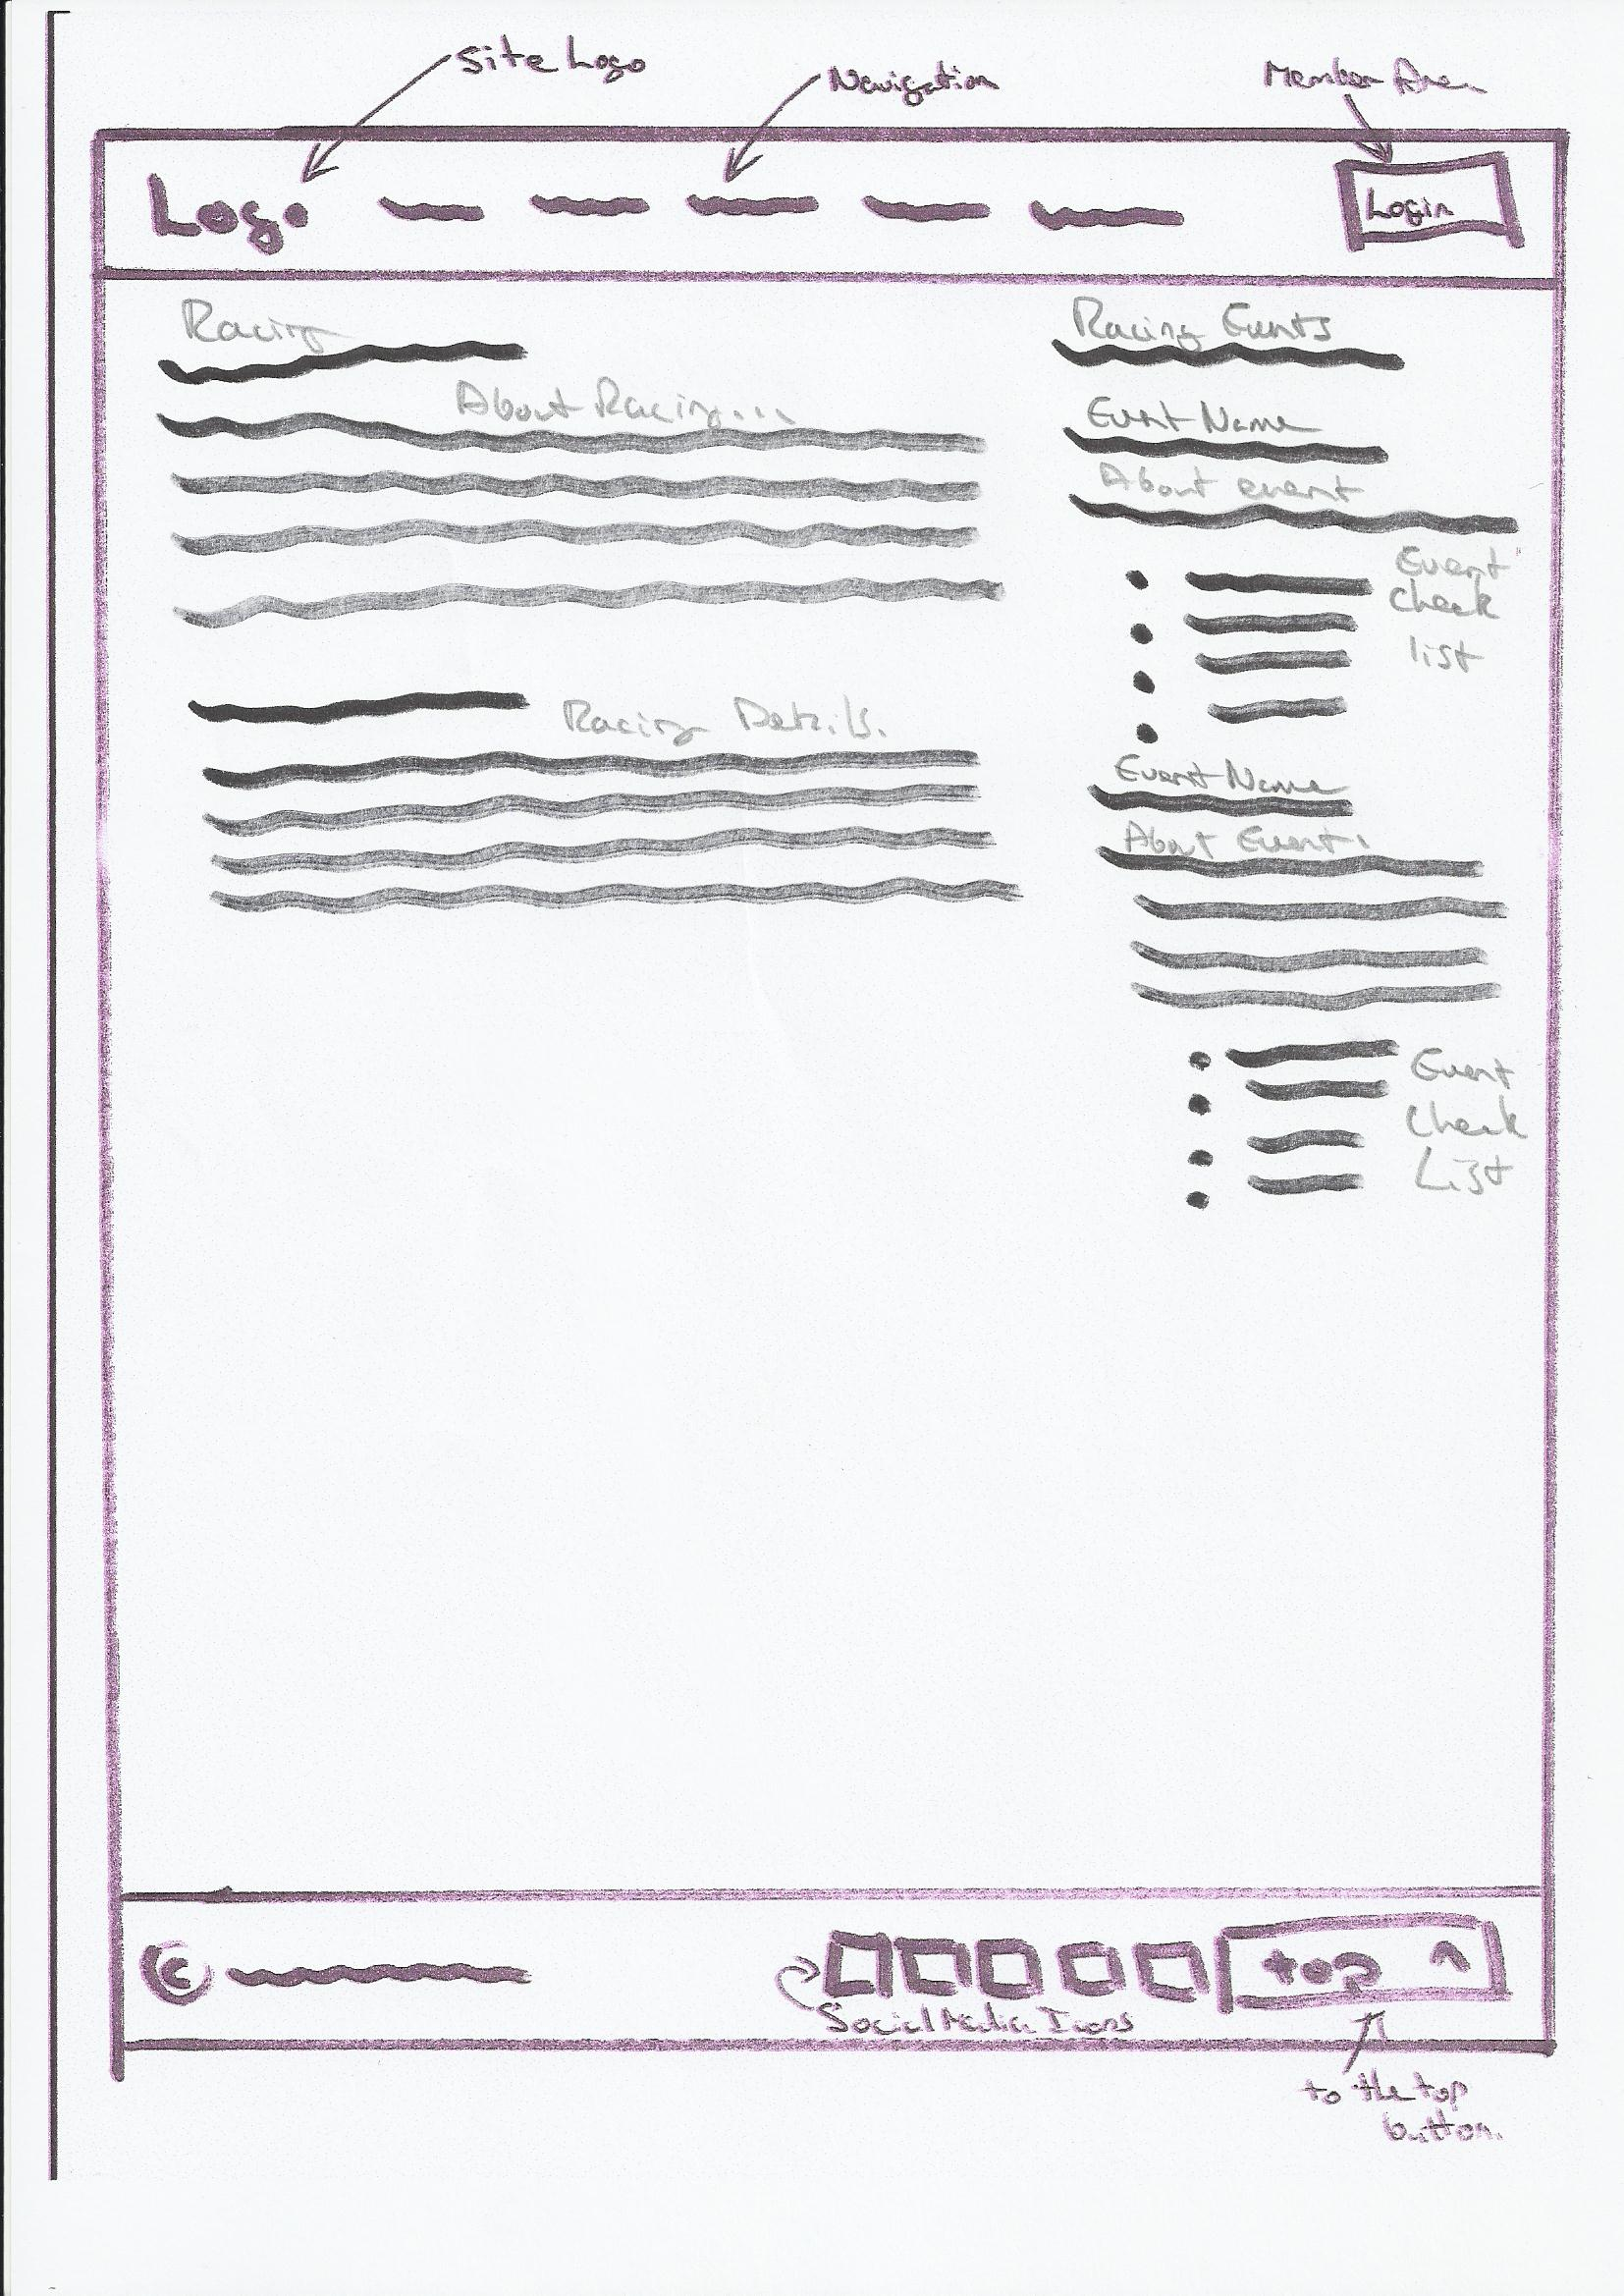 Site Logo
Navigation
Member Area
Logo
Login
Racing
About Racing...
Racing Details.
Racing Events
Event Name
About event
Event
Check
list
Event Name
About Event.
Event
Check
List
©
top ^
Social Media Icons
to the top
button.